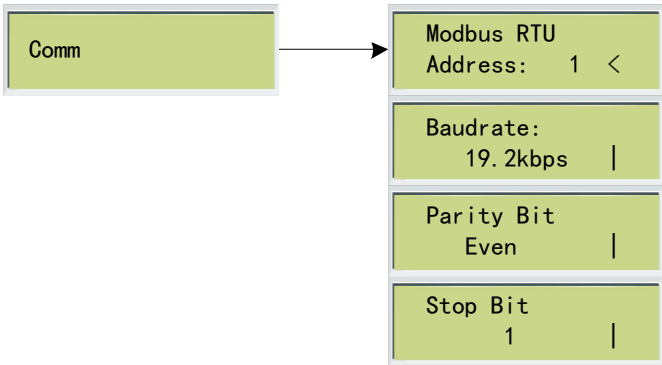 Comm
Modbus RTU
Address: 1 <
Baudrate:
19.2kbps |
Parity Bit
Even |
Stop Bit
1 |